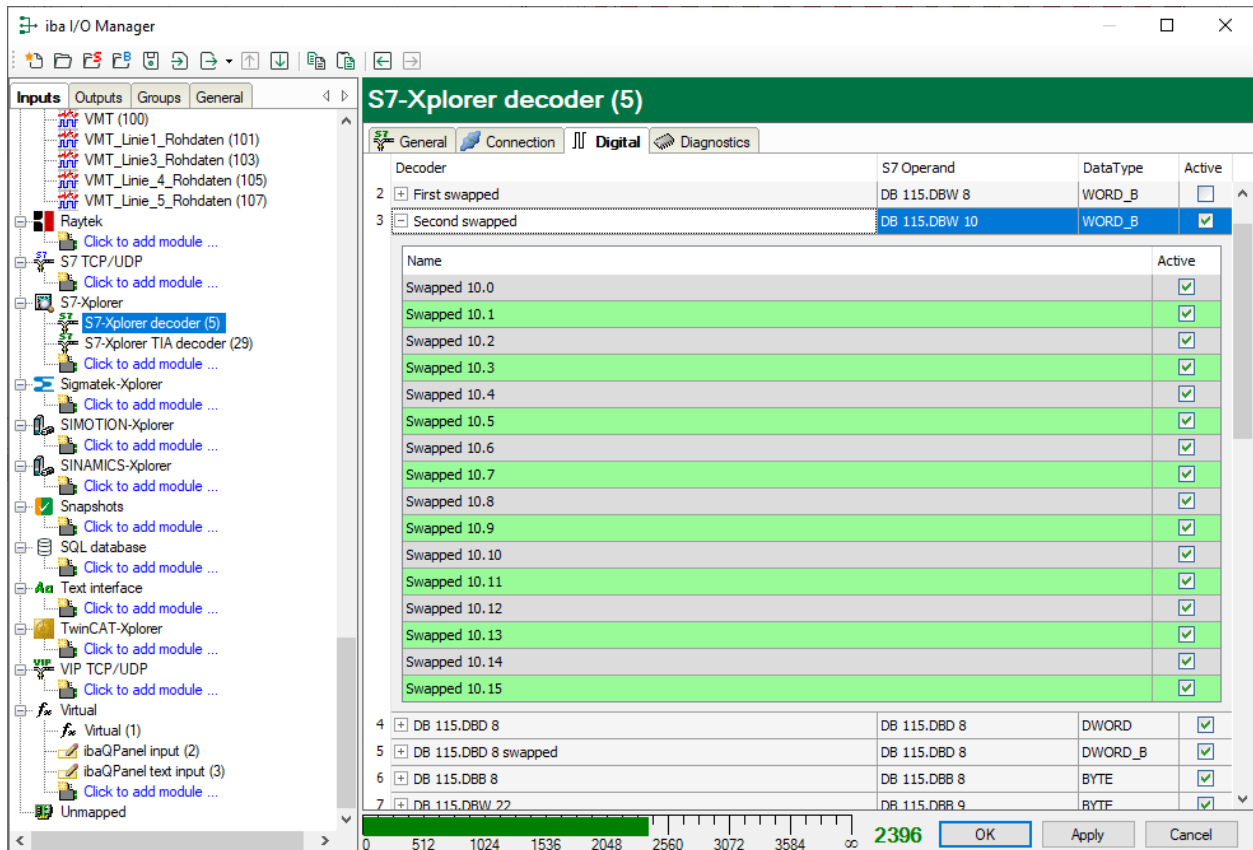 iba I/O Manager
Inputs Outputs Groups General
VMT (100)
VMT_Linie1_Rohdaten (101)
VMT_Linie3_Rohdaten (103)
VMT_Linie_4_Rohdaten (105)
VMT_Linie_5_Rohdaten (107)
Raytek
Click to add module ...
S7 TCP/UDP
Click to add module ...
S7-Xplorer
S7-Xplorer decoder (5)
S7-Xplorer TIA decoder (29)
Click to add module ...
Sigmatek-Xplorer
Click to add module ...
SIMOTION-Xplorer
Click to add module ...
SINAMICS-Xplorer
Click to add module ...
Snapshots
Click to add module ...
SQL database
Click to add module ...
Text interface
Click to add module ...
TwinCAT-Xplorer
Click to add module ...
VIP TCP/UDP
Click to add module ...
Virtual
Virtual (1)
ibaQPanel input (2)
ibaQPanel text input (3)
Click to add module ...
Unmapped
S7-Xplorer decoder (5)
General Connection Digital Diagnostics
Decoder S7 Operand DataType Active
2 First swapped DB 115.DBW 8 WORD_B
3 Second swapped DB 115.DBW 10 WORD_B
Name Active
Swapped 10.0
Swapped 10.1
Swapped 10.2
Swapped 10.3
Swapped 10.4
Swapped 10.5
Swapped 10.6
Swapped 10.7
Swapped 10.8
Swapped 10.9
Swapped 10.10
Swapped 10.11
Swapped 10.12
Swapped 10.13
Swapped 10.14
Swapped 10.15
4 DB 115.DBD 8 DB 115.DBD 8 DWORD
5 DB 115.DBD 8 swapped DB 115.DBD 8 DWORD_B
6 DB 115.DBB 8 DB 115.DBB 8 BYTE
7 DB 115.DBW 22 DB 115.DBB 9 BYTE
0 512 1024 1536 2048 2560 3072 3584 ∞ 2396 OK Apply Cancel